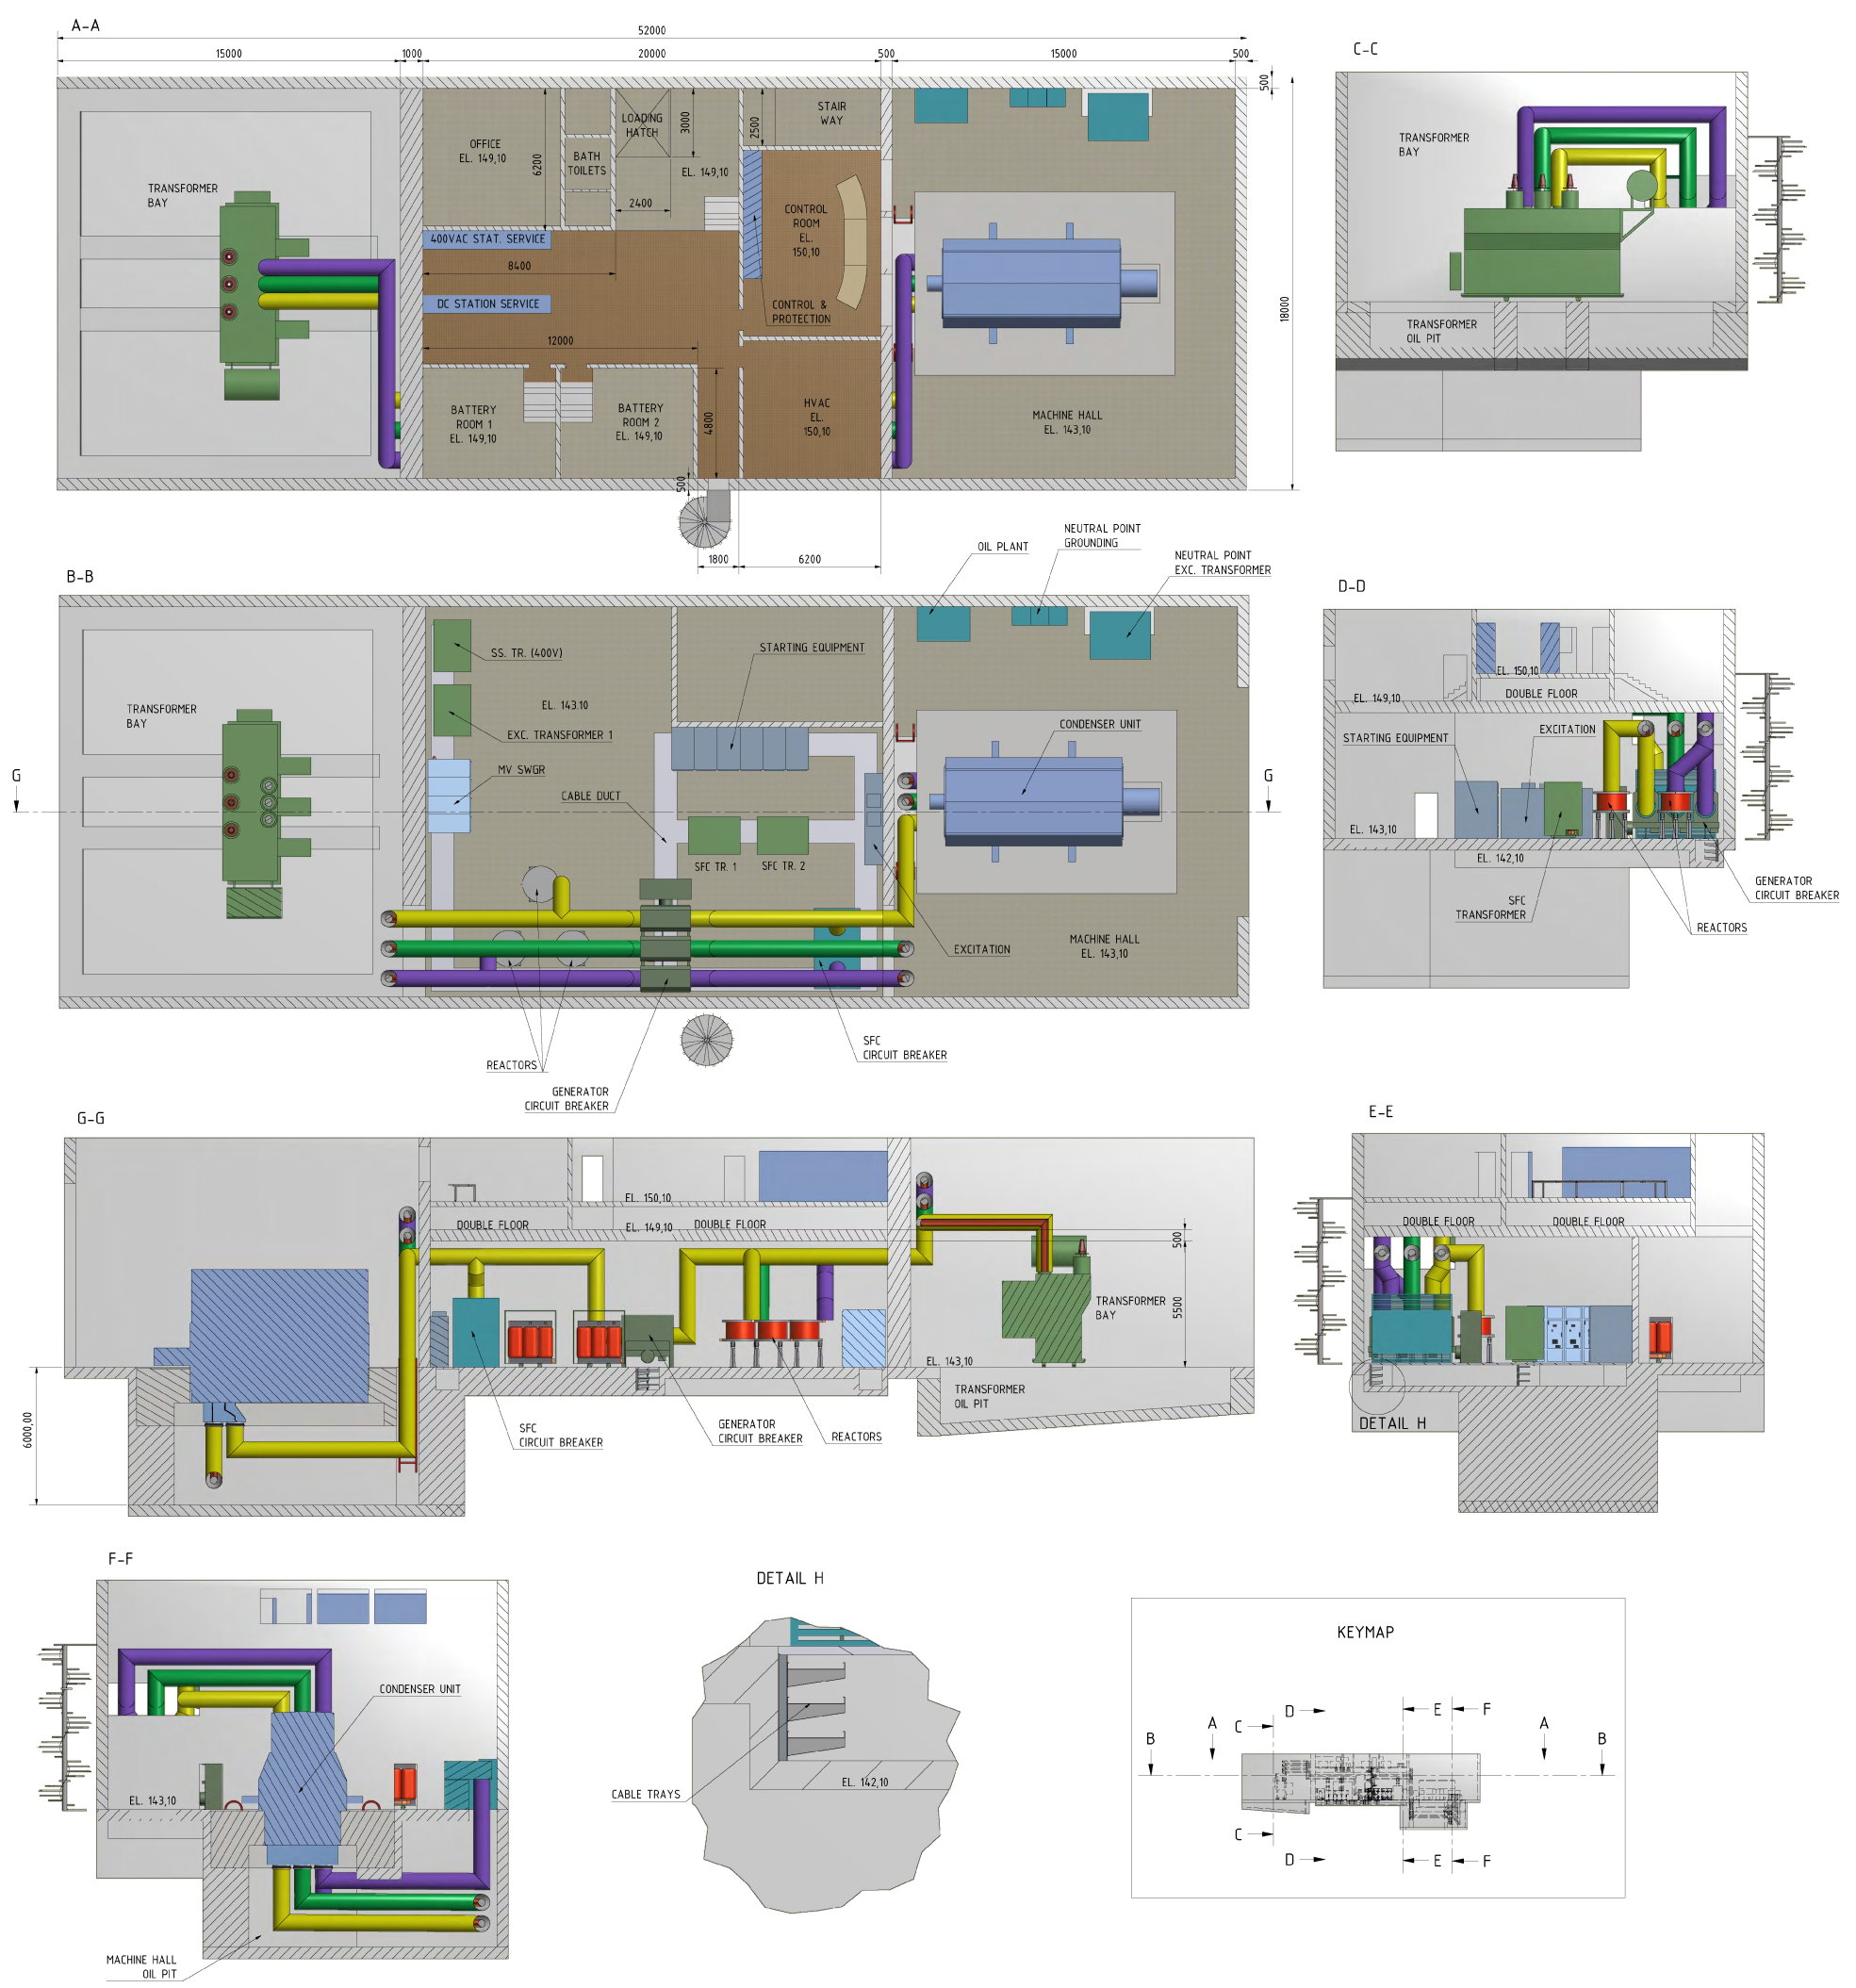 A-A
52000
15000
1000
20000
500
15000
500
500
TRANSFORMER
BAY
OFFICE
EL. 149,10
6200
BATH
TOILETS
LOADING
HATCH
3000
EL. 149,10
2400
2500
STAIR
WAY
CONTROL
ROOM
EL.
150,10
400VAC STAT. SERVICE
8400
DC STATION SERVICE
CONTROL &
PROTECTION
12000
BATTERY
ROOM 1
EL. 149,10
BATTERY
ROOM 2
EL. 149,10
4800
HVAC
EL.
150,10
MACHINE HALL
EL. 143,10
18000
500
1800
6200
C-C
TRANSFORMER
BAY
TRANSFORMER
OIL PIT
B-B
OIL PLANT
NEUTRAL POINT
GROUNDING
NEUTRAL POINT
EXC. TRANSFORMER
SS. TR. (400V)
STARTING EQUIPMENT
TRANSFORMER
BAY
EL. 143.10
EXC. TRANSFORMER 1
CONDENSER UNIT
MV SWGR
CABLE DUCT
G
G
SFC TR. 1
SFC TR. 2
EXCITATION
MACHINE HALL
EL. 143,10
REACTORS
SFC
CIRCUIT BREAKER
GENERATOR
CIRCUIT BREAKER
D-D
EL. 150,10
EL. 149,10
DOUBLE FLOOR
STARTING EQUIPMENT
EXCITATION
EL. 143,10
EL. 142,10
SFC
TRANSFORMER
GENERATOR
CIRCUIT BREAKER
REACTORS
G-G
EL. 150,10
DOUBLE FLOOR
EL. 149,10
DOUBLE FLOOR
500
5500
TRANSFORMER
BAY
EL. 143,10
TRANSFORMER
OIL PIT
6000,00
SFC
CIRCUIT BREAKER
GENERATOR
CIRCUIT BREAKER
REACTORS
E-E
DOUBLE FLOOR
DOUBLE FLOOR
DETAIL H
F-F
CONDENSER UNIT
EL. 143,10
MACHINE HALL
OIL PIT
DETAIL H
CABLE TRAYS
EL. 142,10
KEYMAP
B
A
C
D
E
F
A
B
C
D
E
F